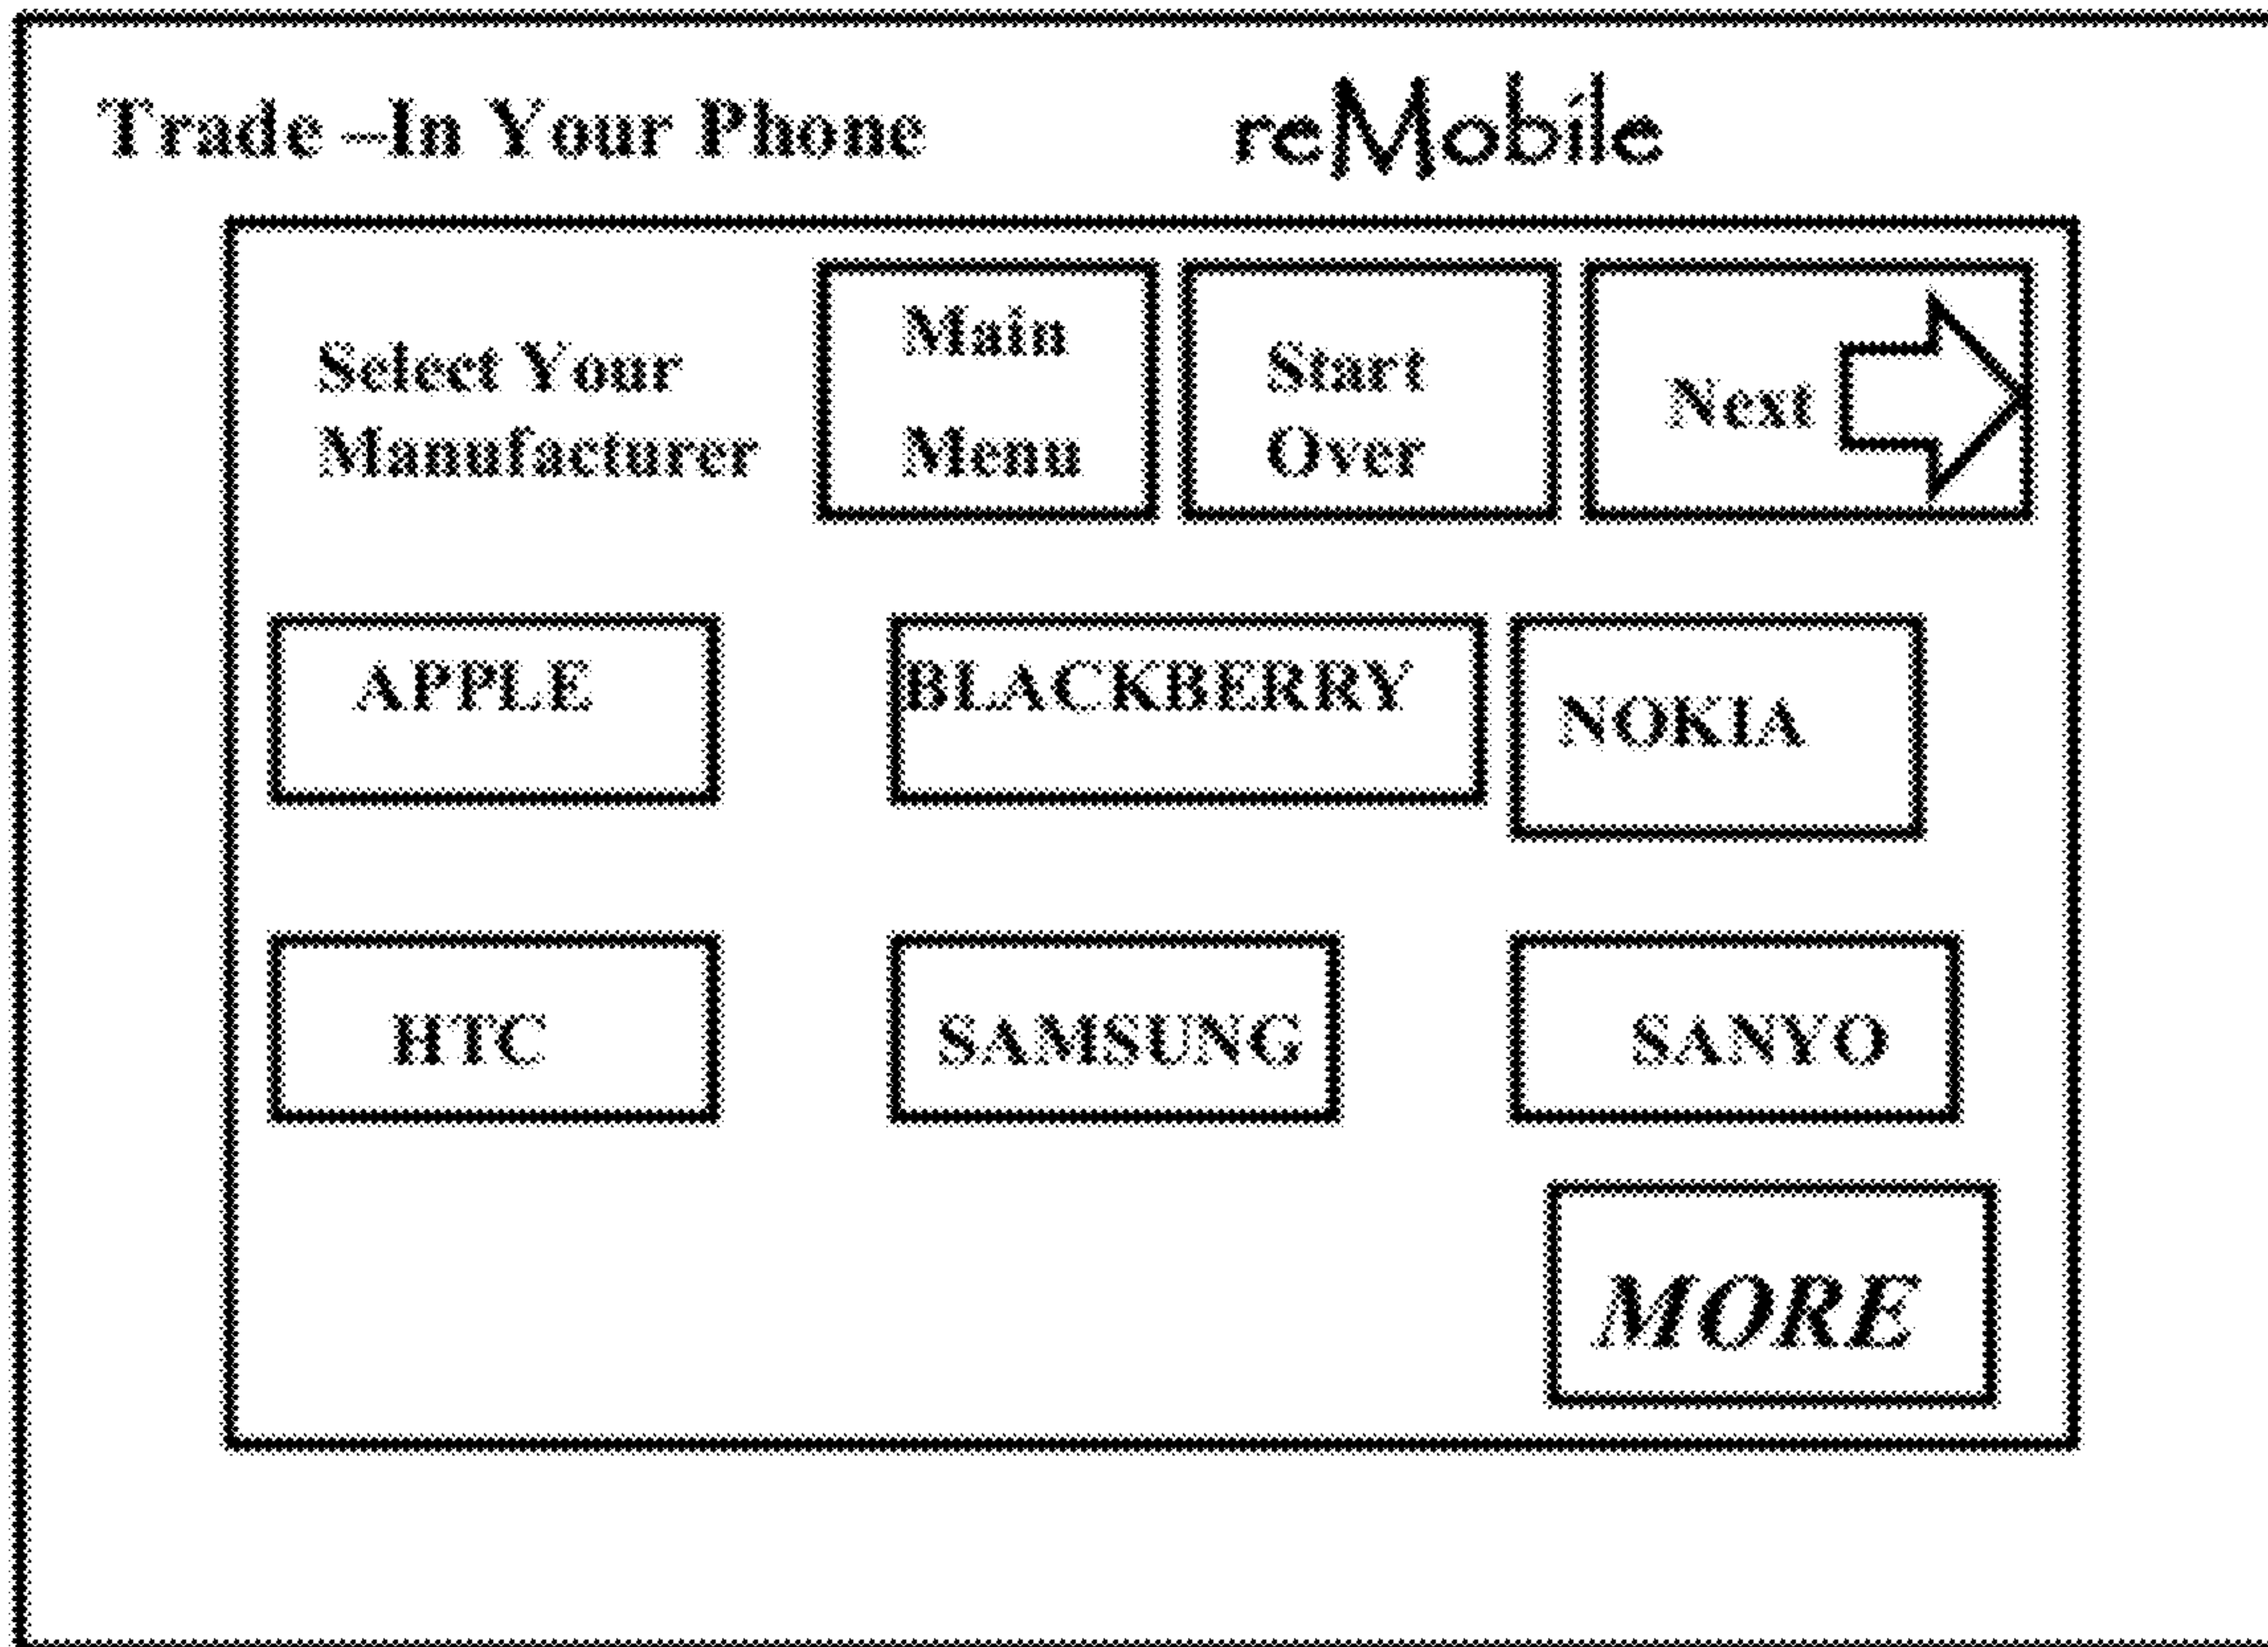 Trade –In Your Phone
reMobile
Select Your
Manufacturer
Main
Menu
Start
Over
Next
APPLE
BLACKBERRY
NOKIA
HTC
SAMSUNG
SANYO
MORE